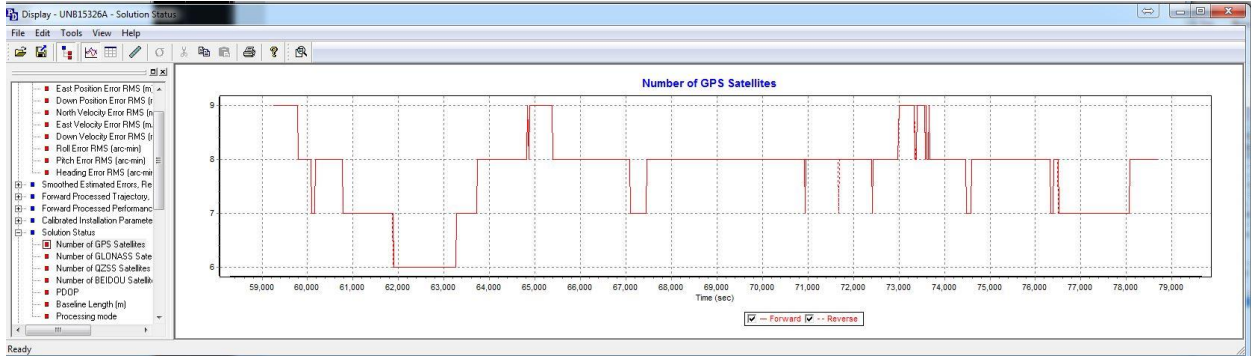 Display - UNB15326A - Solution Status
File Edit Tools View Help
East Position Error RMS (m)
Down Position Error RMS (r
North Velocity Error RMS (n
East Velocity Error RMS (m.
Down Velocity Error RMS (r
Roll Error RMS (arc-min)
Pitch Error RMS (arc-min)
Heading Error RMS (arc-mir
Smoothed Estimated Errors, Re
Forward Processed Trajectory,
Forward Processed Performanc
Calibrated Installation Paramete
Solution Status
Number of GPS Satellites
Number of GLONASS Sate
Number of QZSS Satellites
Number of BEIDOU Satellit
PDOP
Baseline Length (m)
Processing mode
Number of GPS Satellites
9
8
7
6
59,000 60,000 61,000 62,000 63,000 64,000 65,000 66,000 67,000 68,000 69,000 70,000 71,000 72,000 73,000 74,000 75,000 76,000 77,000 78,000 79,000
Time (sec)
Forward Reverse
Ready